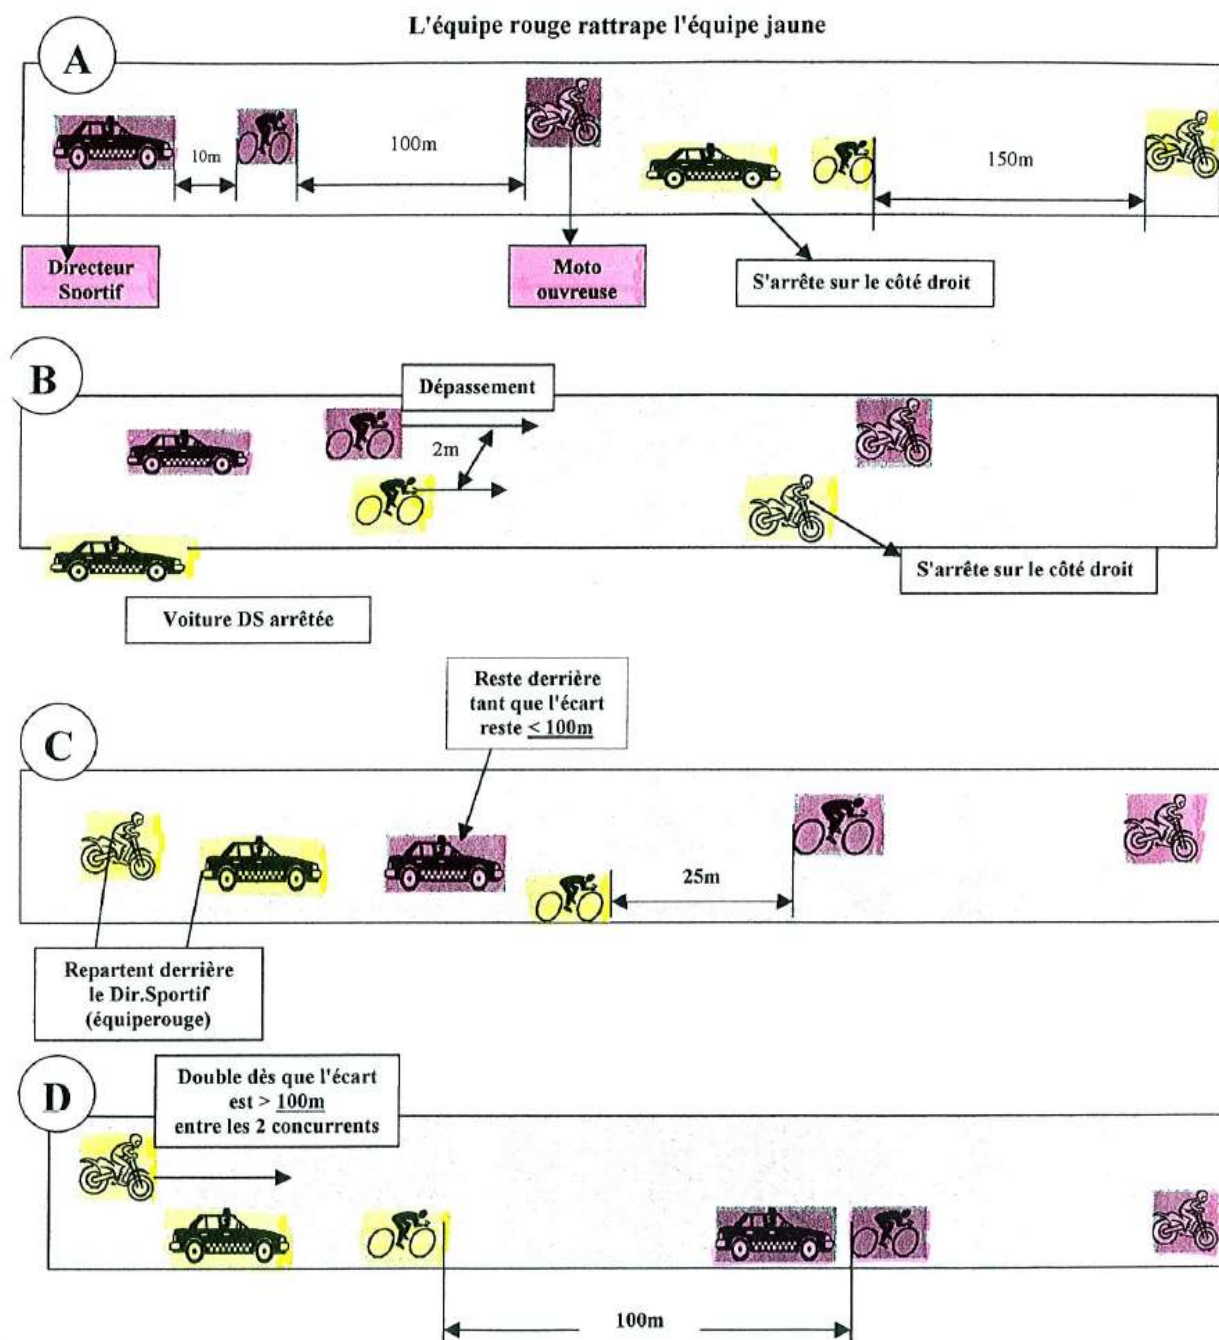 L'équipe rouge rattrape l'équipe jaune
A
10m
100m
150m
Directeur
Sportif
Moto
ouvreuse
S'arrête sur le côté droit
B
Dépassement
2m
S'arrête sur le côté droit
Voiture DS arrêtée
Reste derrière
tant que l'écart
reste < 100m
C
25m
Repartent derrière
le Dir.Sportif
(équiperouge)
D
Double dès que l'écart
est > 100m
entre les 2 concurrents
100m